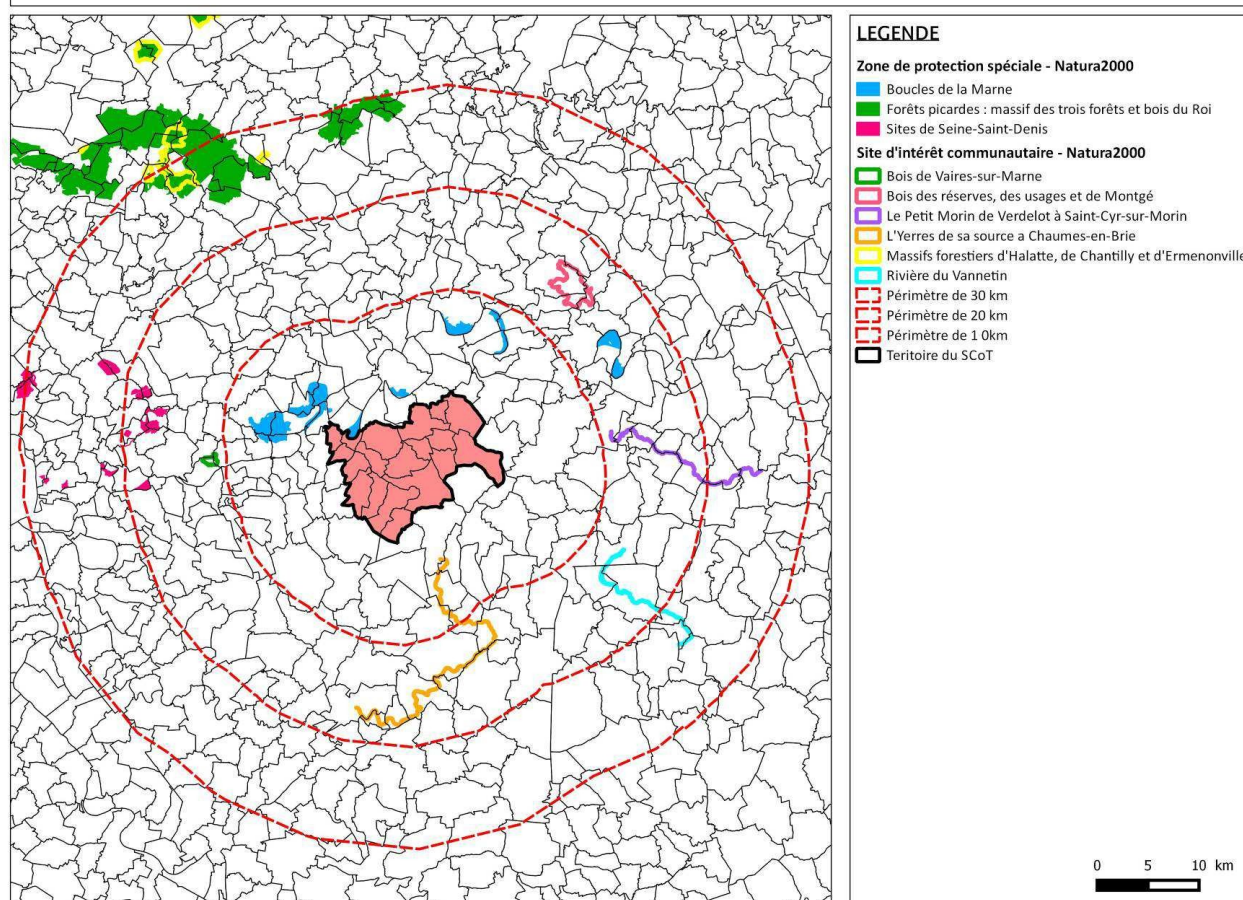 LEGENDE
Zone de protection spéciale - Natura2000
Boucles de la Marne
Forêts picardes : massif des trois forêts et bois du Roi
Sites de Seine-Saint-Denis
Site d'intérêt communautaire - Natura2000
Bois de Vaires-sur-Marne
Bois des réserves, des usages et de Montgé
Le Petit Morin de Verdelot à Saint-Cyr-sur-Morin
L'Yerres de sa source a Chaumes-en-Brie
Massifs forestiers d'Halatte, de Chantilly et d'Ermenonville
Rivière du Vannetin
Périmètre de 30 km
Périmètre de 20 km
Périmètre de 1 0km
Teritoire du SCoT
0 5 10 km